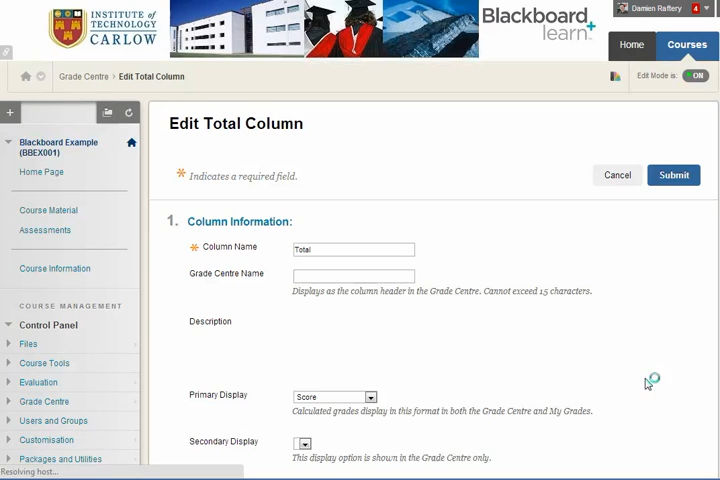 INSTITUTE of
TECHNOLOGY
CARLOW
Blackboard
learn+
Damien Raftery
4
Home
Courses
Grade Centre > Edit Total Column
Edit Mode is:
ON
Edit Total Column
* Indicates a required field.
Cancel
Submit
1. Column Information:
* Column Name
Total
Grade Centre Name
Displays as the column header in the Grade Centre. Cannot exceed 15 characters.
Description
Primary Display
Score
Calculated grades display in this format in both the Grade Centre and My Grades.
Secondary Display
This display option is shown in the Grade Centre only.
Blackboard Example
(BBEX001)
Home Page
Course Material
Assessments
Course Information
COURSE MANAGEMENT
Control Panel
Files
Course Tools
Evaluation
Grade Centre
Users and Groups
Customisation
Packages and Utilities
Resolving host...